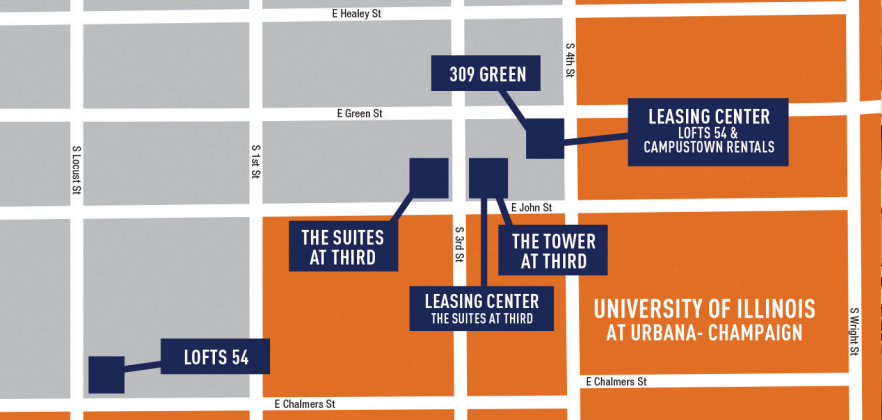 E Healey St
S 4th St
309 GREEN
E Green St
LEASING CENTER
LOFTS 54 &
CAMPUSTOWN RENTALS
S Locust St
S 1st St
E John St
THE SUITES
AT THIRD
S 3rd St
THE TOWER
AT THIRD
LEASING CENTER
THE SUITES AT THIRD
UNIVERSITY OF ILLINOIS
AT URBANA- CHAMPAIGN
S Wright St
LOFTS 54
E Chalmers St
E Chalmers St